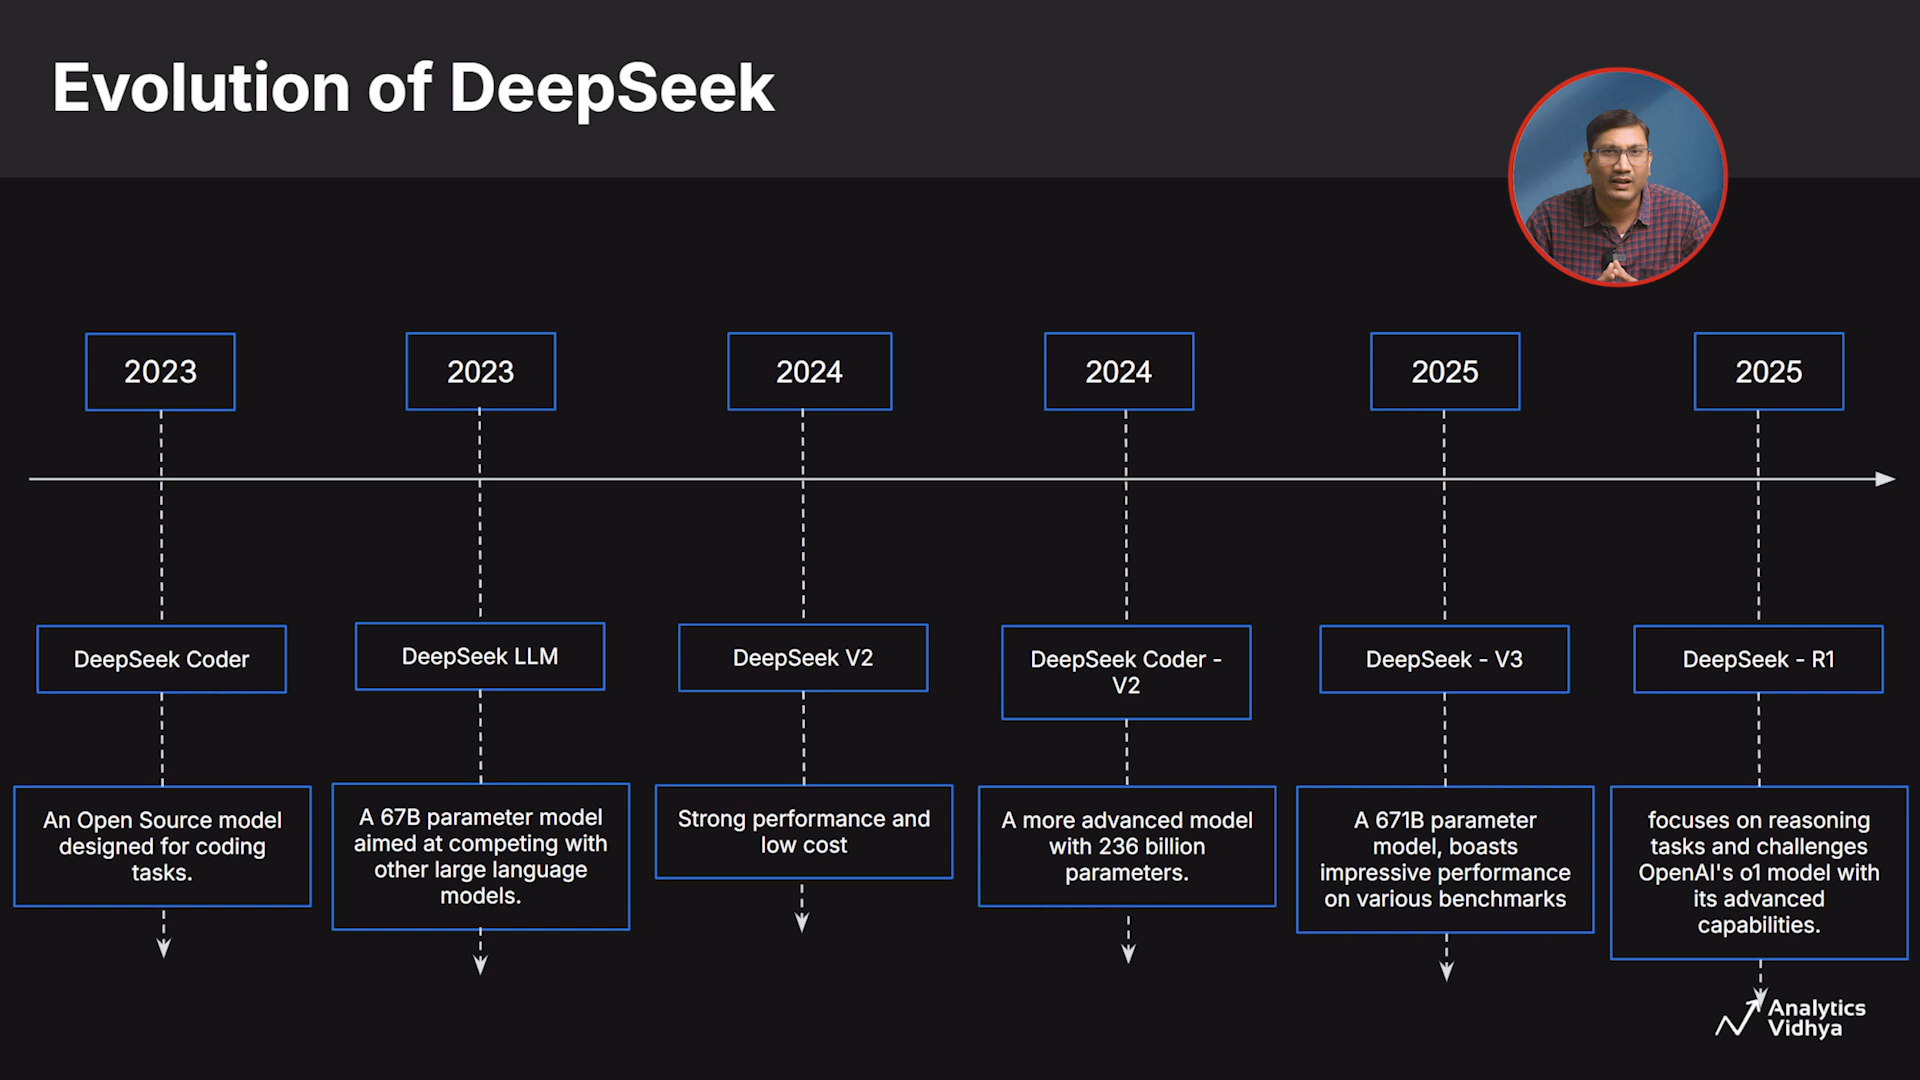 Evolution of DeepSeek
2023
2023
2024
2024
2025
2025
DeepSeek Coder
DeepSeek LLM
DeepSeek V2
DeepSeek Coder -
V2
DeepSeek - V3
DeepSeek - R1
An Open Source model
designed for coding
tasks.
A 67B parameter model
aimed at competing with
other large language
models.
Strong performance and
low cost
A more advanced model
with 236 billion
parameters.
A 671B parameter
model, boasts
impressive performance
on various benchmarks
focuses on reasoning
tasks and challenges
OpenAI's o1 model with
its advanced
capabilities.
Analytics
Vidhya